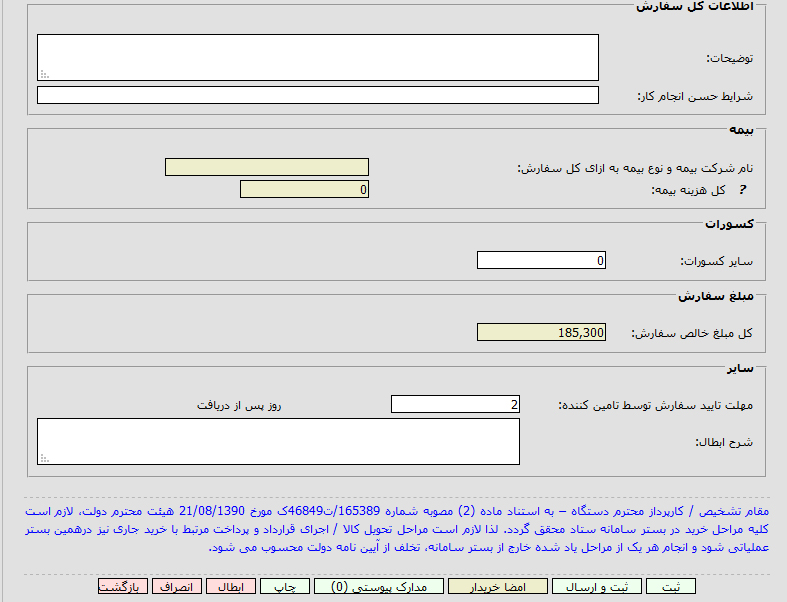 اطلاعات کل سفارش
توضیحات:
شرایط حسن انجام کار:
بیمه
نام شرکت بیمه و نوع بیمه به ازای کل سفارش:
? کل هزینه بیمه: 0
کسورات
سایر کسورات: 0
مبلغ سفارش
کل مبلغ خالص سفارش: 185,300
سایر
مهلت تایید سفارش توسط تامین کننده: 2 روز پس از دریافت
شرح ابطال:
مقام تشخیص / کارپرداز محترم دستگاه – به استناد ماده (2) مصوبه شماره 165389/ت46849ک مورخ 21/08/1390 هیئت محترم دولت، لازم است
کلیه مراحل خرید در بستر سامانه ستاد محقق گردد. لذا لازم است مراحل تحویل کالا / اجرای قرارداد و پرداخت مرتبط با خرید جاری نیز درهمین بستر
عملیاتی شود و انجام هر یک از مراحل یاد شده خارج از بستر سامانه، تخلف از آیین نامه دولت محسوب می شود.
ثبت ثبت و ارسال امضا خریدار مدارک پیوستی (0) چاپ ابطال انصراف بازگشت